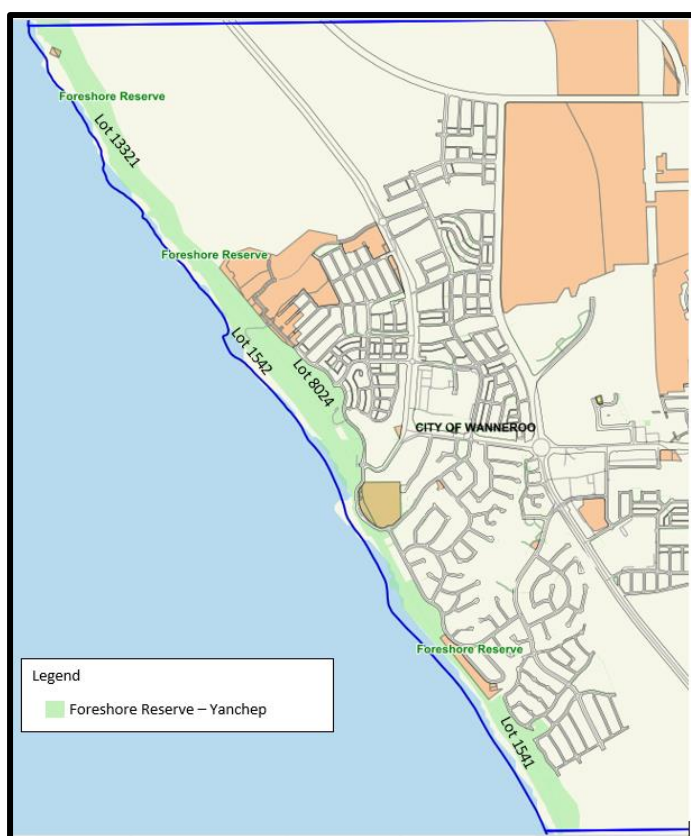 Foreshore Reserve
Lot 13321
Foreshore Reserve
Lot 1542
Lot 8024
CITY OF WANNEROO
Foreshore Reserve
Legend
Foreshore Reserve – Yanchep
Lot 1541